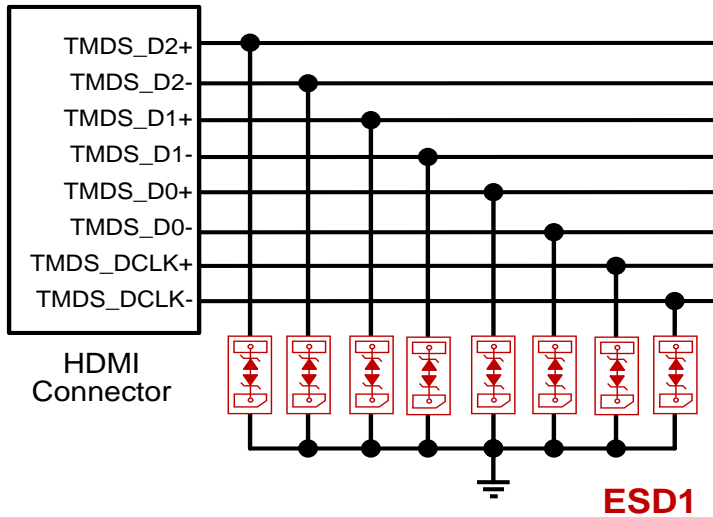 TMDS_D2+
TMDS_D2-
TMDS_D1+
TMDS_D1-
TMDS_D0+
TMDS_D0-
TMDS_DCLK+
TMDS_DCLK-
HDMI
Connector
ESD1